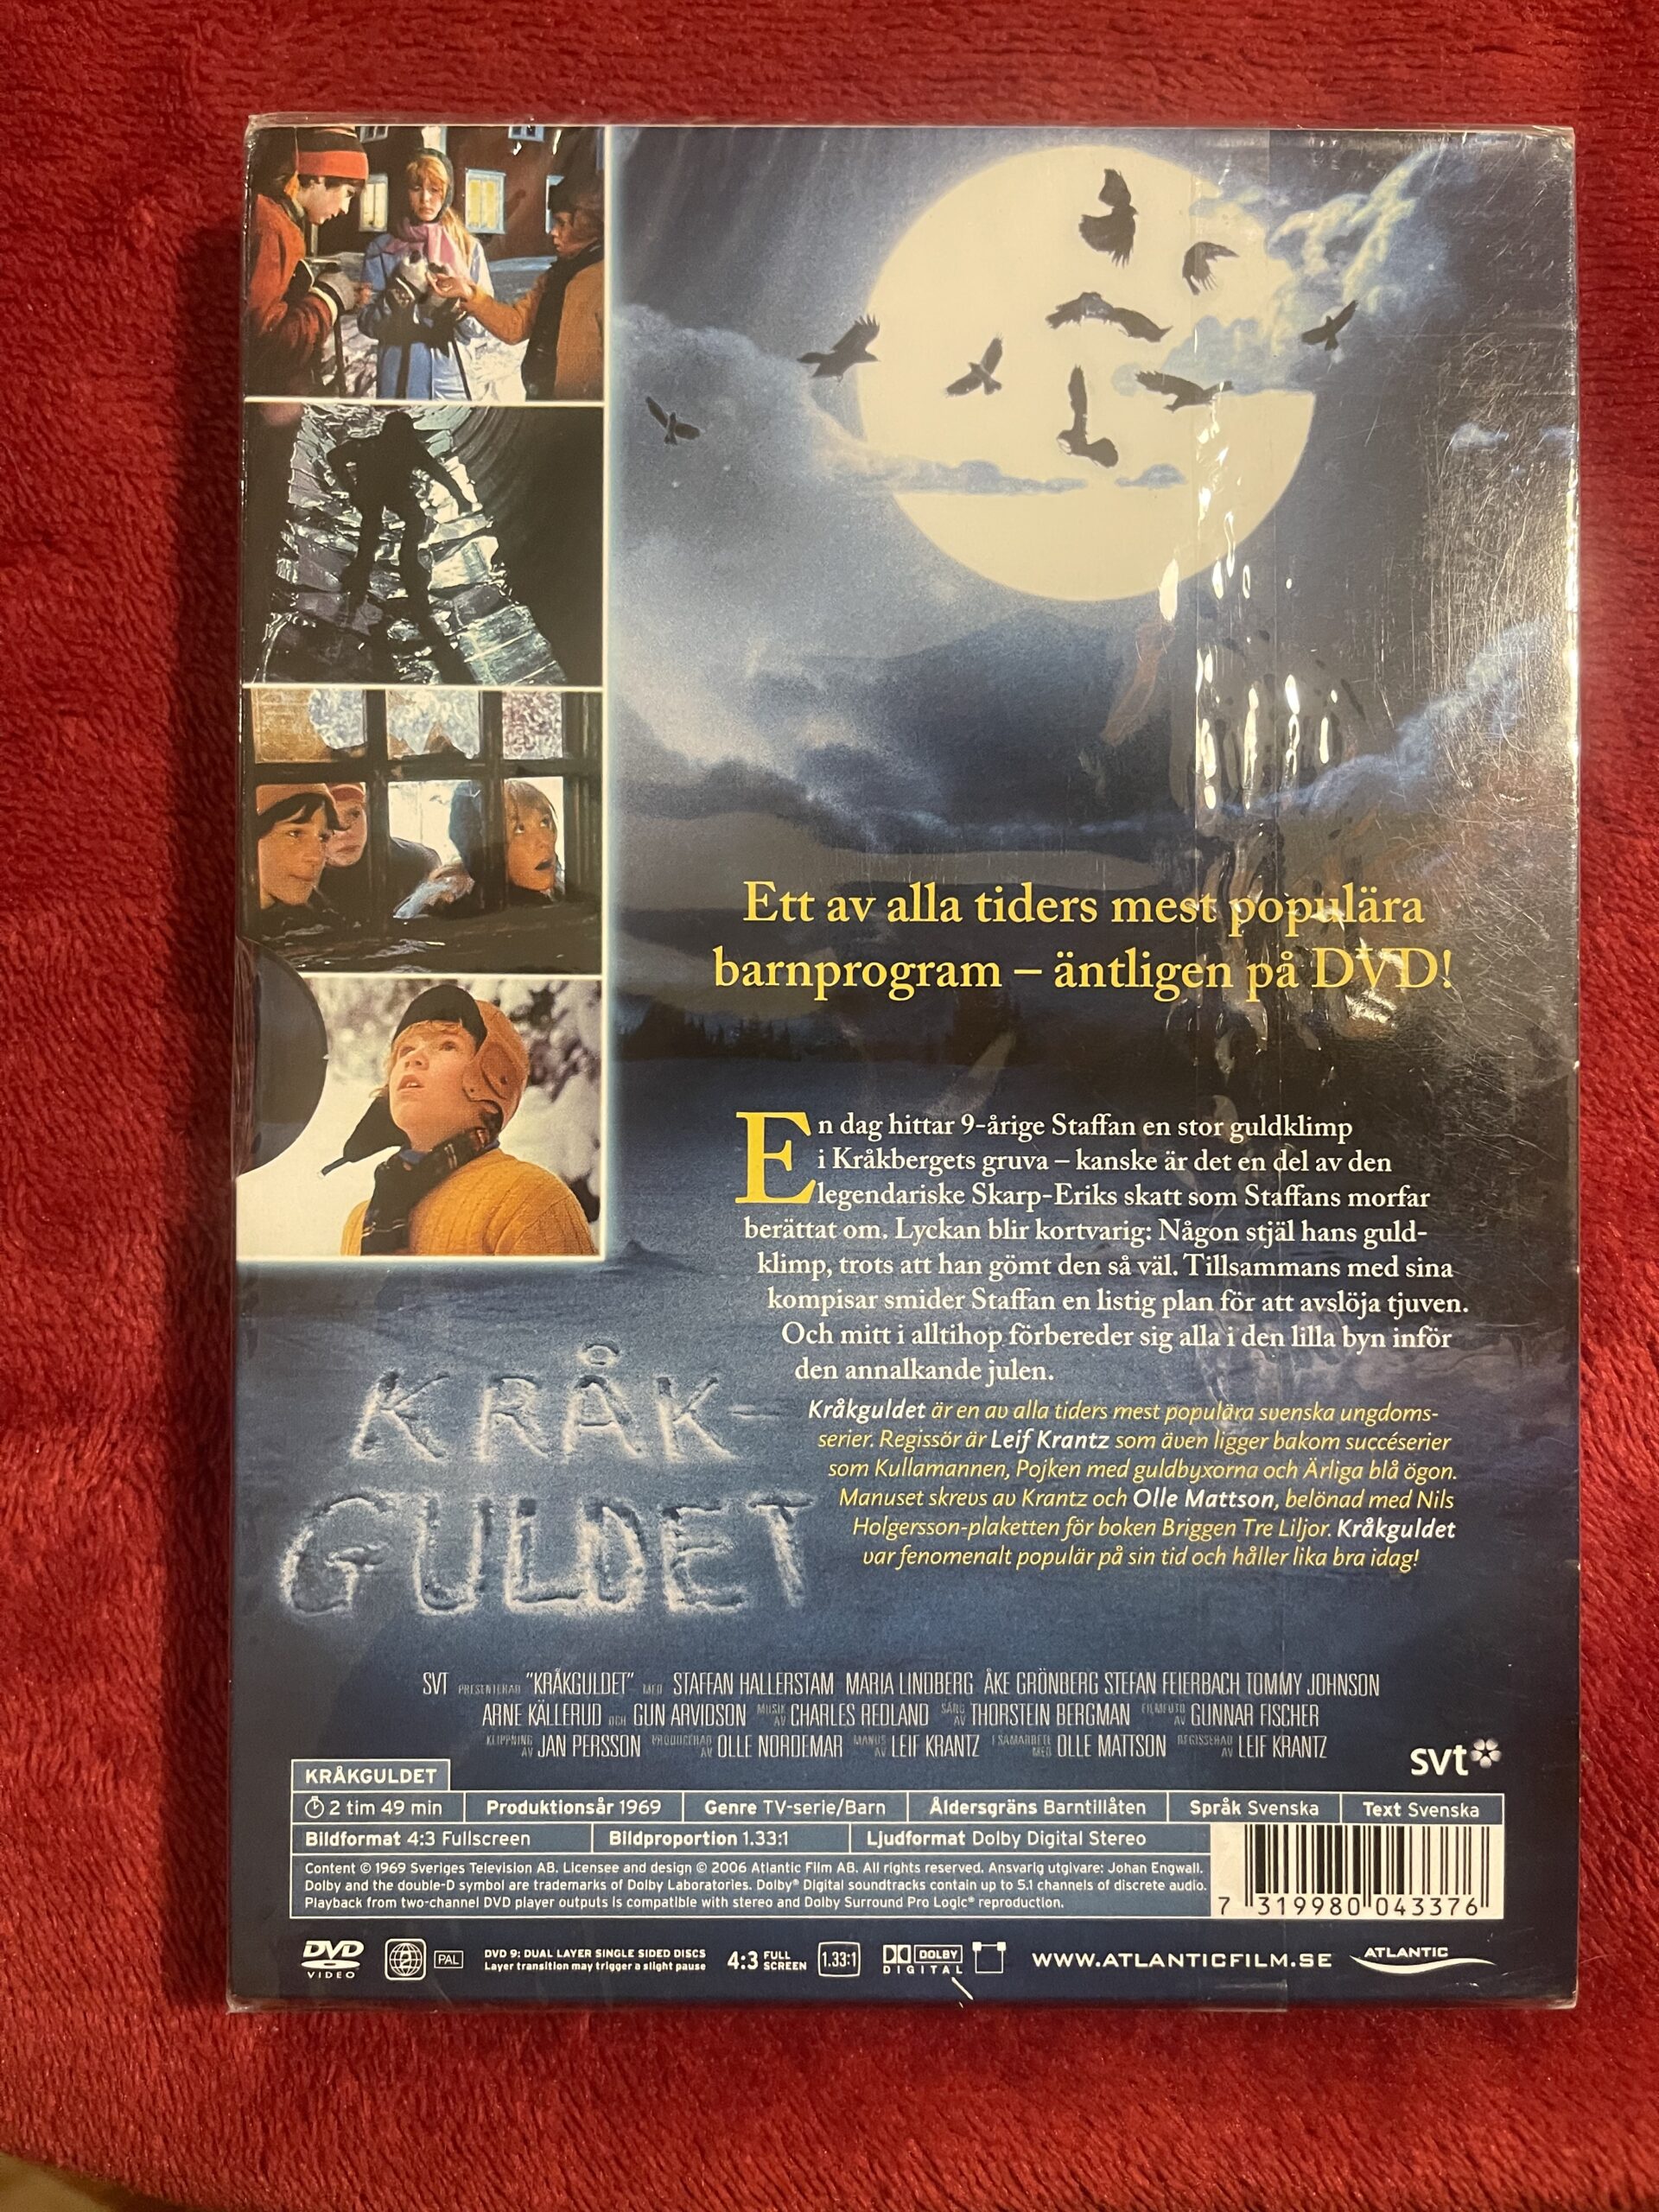 Ett av alla tiders mest populära
barnprogram – äntligen på DVD!
En dag hittar 9-årige Staffan en stor guldklimp
i Kråkbergets gruva – kanske är det en del av den
legendariske Skarp-Eriks skatt som Staffans morfar
berättat om. Lyckan blir kortvarig: Någon stjäl hans guld-
klimp, trots att han gömt den så väl. Tillsammans med sina
kompisar smider Staffan en listig plan för att avslöja tjuven.
Och mitt i alltihop förbereder sig alla i den lilla byn inför
den annalkande julen.
Kråkguldet är en av alla tiders mest populära svenska ungdoms-
serier. Regissör är Leif Krantz som även ligger bakom succéserier
som Kullamannen, Pojken med guldbyxorna och Ärliga blå ögon.
Manuset skrevs av Krantz och Olle Mattson, belönad med Nils
Holgersson-plaketten för boken Briggen Tre Liljor. Kråkguldet
var fenomenalt populär på sin tid och håller lika bra idag!
KRÅK-
GULDET
SVT PRESENTERAR "KRÅKGULDET" MED STAFFAN HALLERSTAM MARIA LINDBERG ÅKE GRÖNBERG STEFAN FEIERBACH TOMMY JOHNSON
ARNE KÄLLERUD OCH GUN ARVIDSON MUSIK AV CHARLES REDLAND SÅNG AV THORSTEIN BERGMAN FILMFOTO AV GUNNAR FISCHER
KLIPPNING AV JAN PERSSON PRODUCERAD AV OLLE NORDEMAR MANUS AV LEIF KRANTZ I SAMARBETE MED OLLE MATTSON REGISSERAD AV LEIF KRANTZ
svt
KRÅKGULDET
2 tim 49 min Produktionsår 1969 Genre TV-serie/Barn Åldersgräns Barntillåten Språk Svenska Text Svenska
Bildformat 4:3 Fullscreen Bildproportion 1.33:1 Ljudformat Dolby Digital Stereo
Content © 1969 Sveriges Television AB. Licensee and design © 2006 Atlantic Film AB. All rights reserved. Ansvarig utgivare: Johan Engwall.
Dolby and the double-D symbol are trademarks of Dolby Laboratories. Dolby® Digital soundtracks contain up to 5.1 channels of discrete audio.
Playback from two-channel DVD player outputs is compatible with stereo and Dolby Surround Pro Logic® reproduction.
7 319980 043376
DVD VIDEO 2 PAL DVD 9: DUAL LAYER SINGLE SIDED DISCS
Layer transition may trigger a slight pause
4:3 FULL SCREEN 1.33:1 DOLBY DIGITAL WWW.ATLANTICFILM.SE ATLANTIC